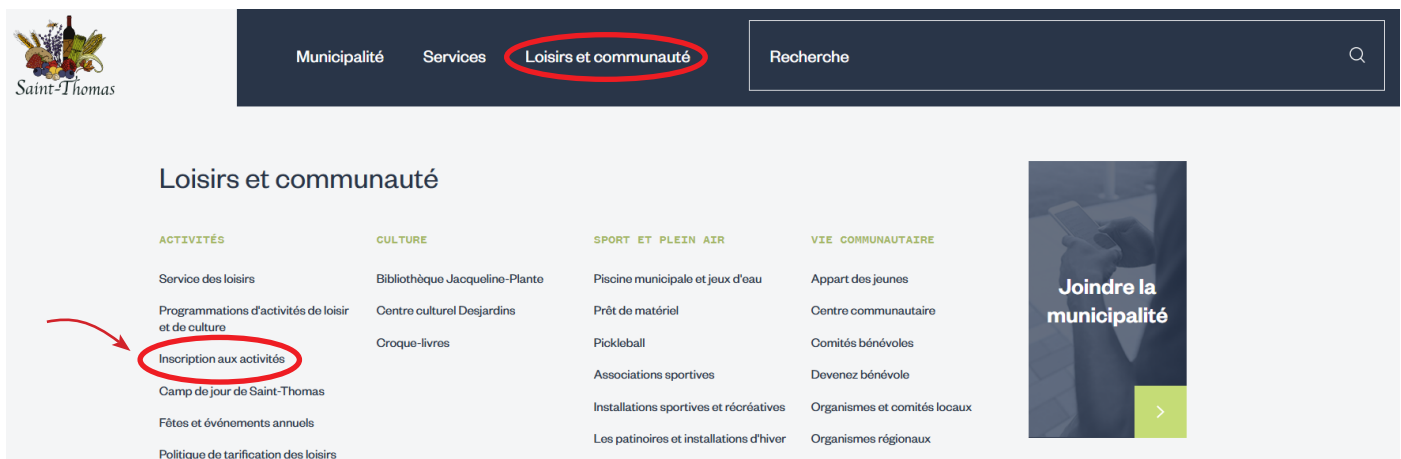 Saint-Thomas
Municipalité
Services
Loisirs et communauté
Recherche
Loisirs et communauté
ACTIVITÉS
Service des loisirs
Programmations d'activités de loisir
et de culture
Inscription aux activités
Camp de jour de Saint-Thomas
Fêtes et événements annuels
Politique de tarification des loisirs
CULTURE
Bibliothèque Jacqueline-Plante
Centre culturel Desjardins
Croque-livres
SPORT ET PLEIN AIR
Piscine municipale et jeux d'eau
Prêt de matériel
Pickleball
Associations sportives
Installations sportives et récréatives
Les patinoires et installations d'hiver
VIE COMMUNAUTAIRE
Appart des jeunes
Centre communautaire
Comités bénévoles
Devenez bénévole
Organismes et comités locaux
Organismes régionaux
Joindre la
municipalité